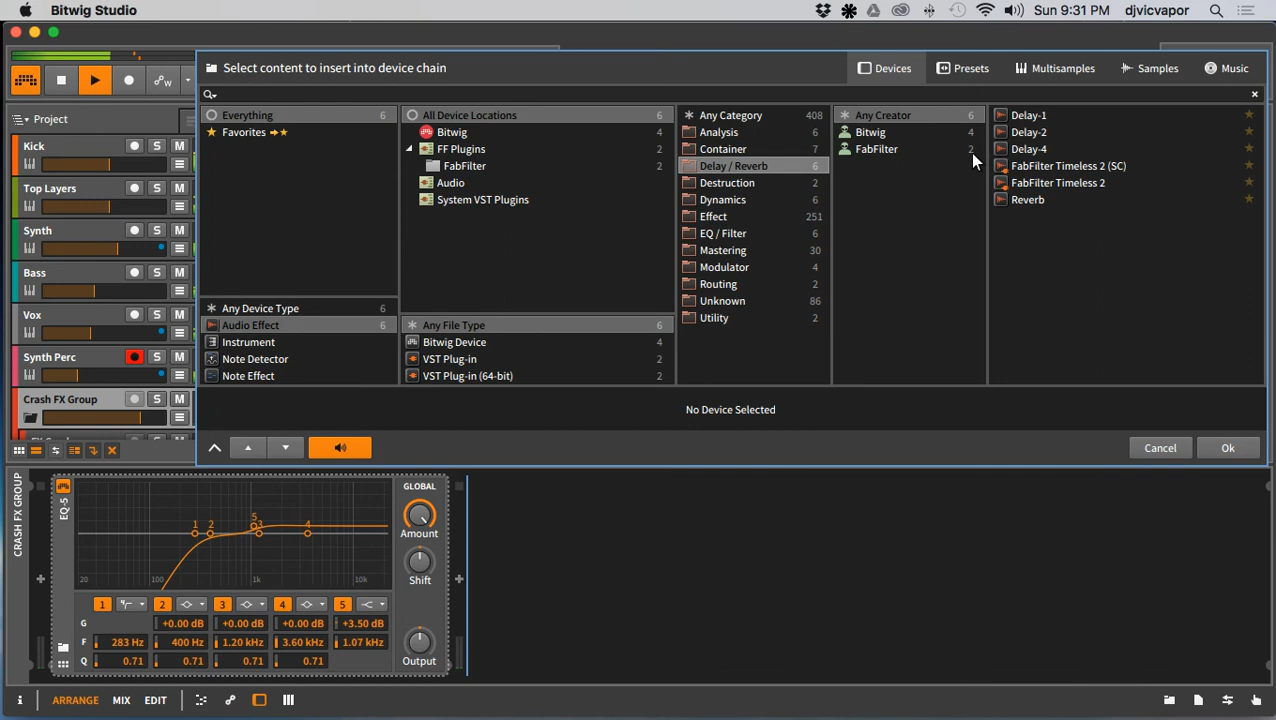 Bitwig Studio
Sun 9:31 PM
djvicvapor
Select content to insert into device chain
Devices
Presets
Multisamples
Samples
Music
Project
Kick
S M
Top Layers
S M
Synth
S M
Bass
S M
Vox
S M
Synth Perc
S M
Crash FX Group
S M
Everything 6
Favorites
Any Device Type 6
Audio Effect 6
Instrument
Note Detector
Note Effect
All Device Locations 6
Bitwig 4
FF Plugins 2
FabFilter 2
Audio
System VST Plugins
Any File Type 6
Bitwig Device 4
VST Plug-in 2
VST Plug-in (64-bit) 2
Any Category 408
Analysis 6
Container 7
Delay / Reverb 6
Destruction 2
Dynamics 6
Effect 251
EQ / Filter 6
Mastering 30
Modulator 4
Routing 2
Unknown 86
Utility 2
Any Creator 6
Bitwig 4
FabFilter 2
Delay-1
Delay-2
Delay-4
FabFilter Timeless 2 (SC)
FabFilter Timeless 2
Reverb
No Device Selected
Cancel
Ok
CRASH FX GROUP
EQ-5
1 2 5 3 4
20 100 1k 10k
GLOBAL
Amount
Shift
Output
1 2 3 4 5
G +0.00 dB +0.00 dB +0.00 dB +3.50 dB
F 283 Hz 400 Hz 1.20 kHz 3.60 kHz 1.07 kHz
Q 0.71 0.71 0.71 0.71
ARRANGE MIX EDIT